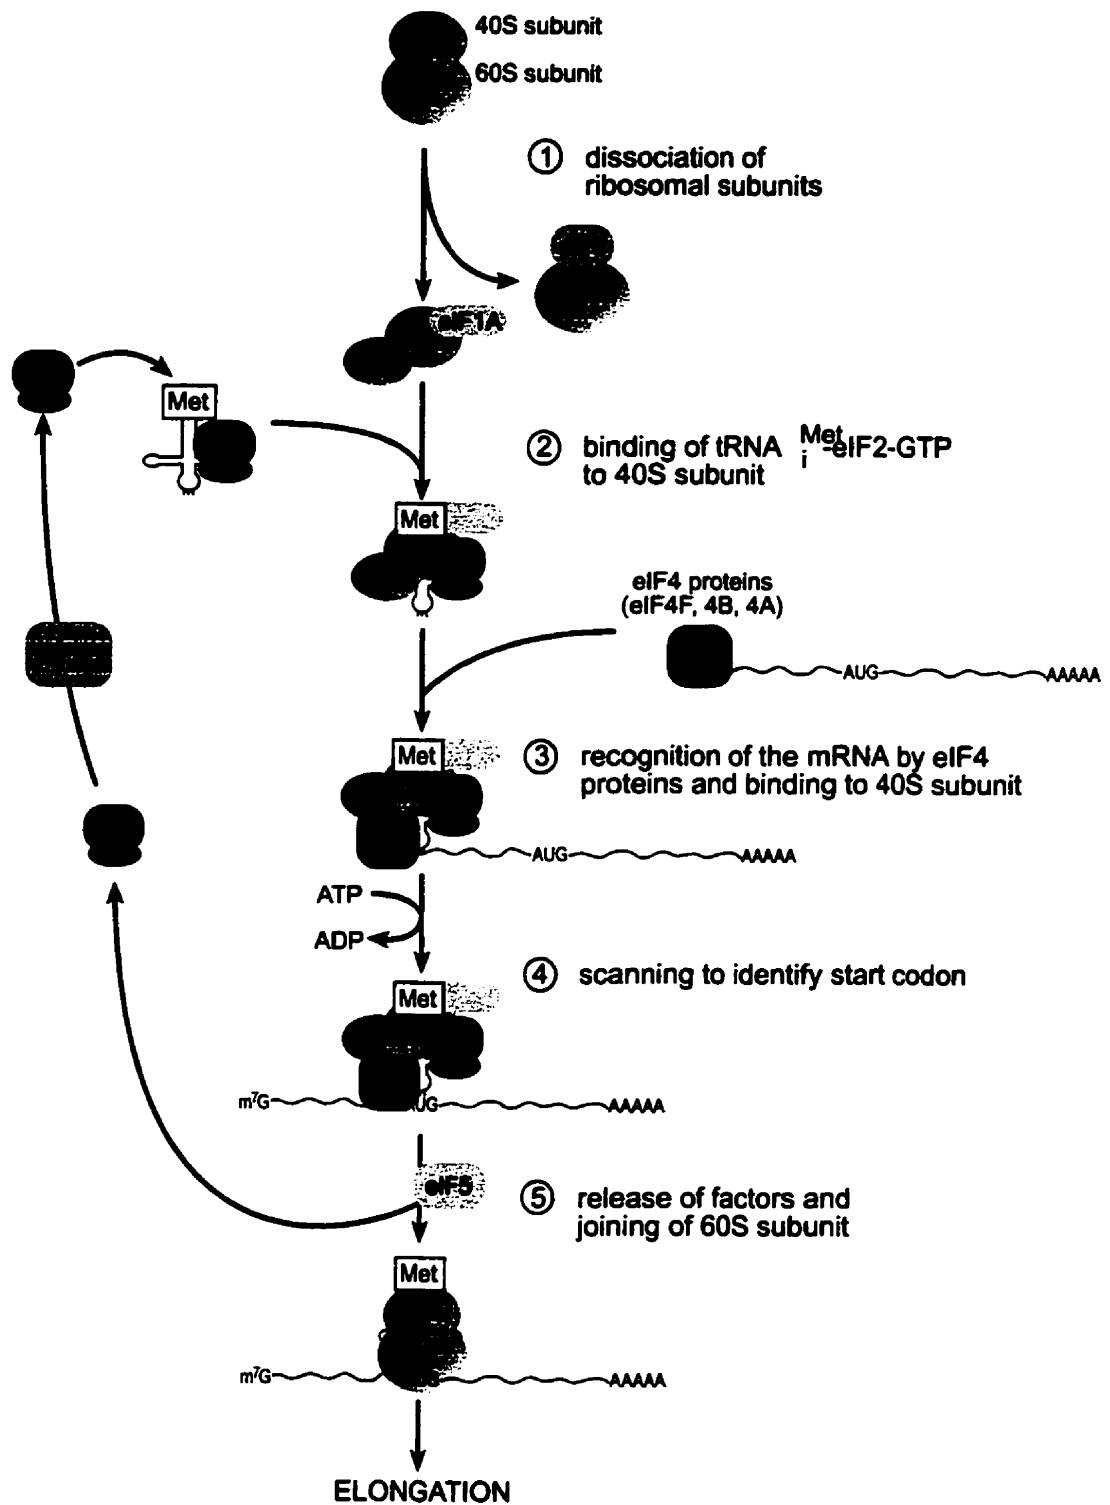 40S subunit
60S subunit
① dissociation of
ribosomal subunits
eIF1A
Met
② binding of tRNA Met i -eIF2-GTP
to 40S subunit
Met
eIF4 proteins
(eIF4F, 4B, 4A)
AUG
AAAAA
Met
③ recognition of the mRNA by eIF4
proteins and binding to 40S subunit
AUG
AAAAA
ATP
ADP
④ scanning to identify start codon
Met
m⁷G
UG
AAAAA
eIF5
⑤ release of factors and
joining of 60S subunit
Met
m⁷G
AAAAA
ELONGATION